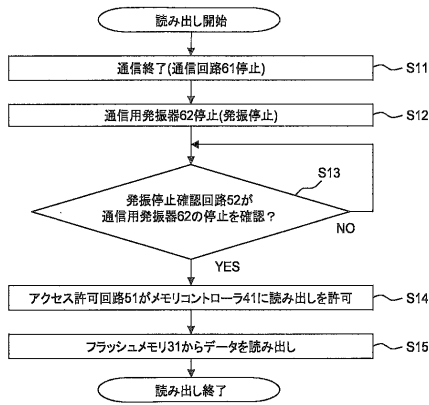 読み出し開始
通信終了(通信回路61停止)
S11
通信用発振器62停止(発振停止)
S12
S13
発振停止確認回路52が
通信用発振器62の停止を確認?
NO
YES
アクセス許可回路51がメモリコントローラ41に読み出しを許可
S14
フラッシュメモリ31からデータを読み出し
S15
読み出し終了